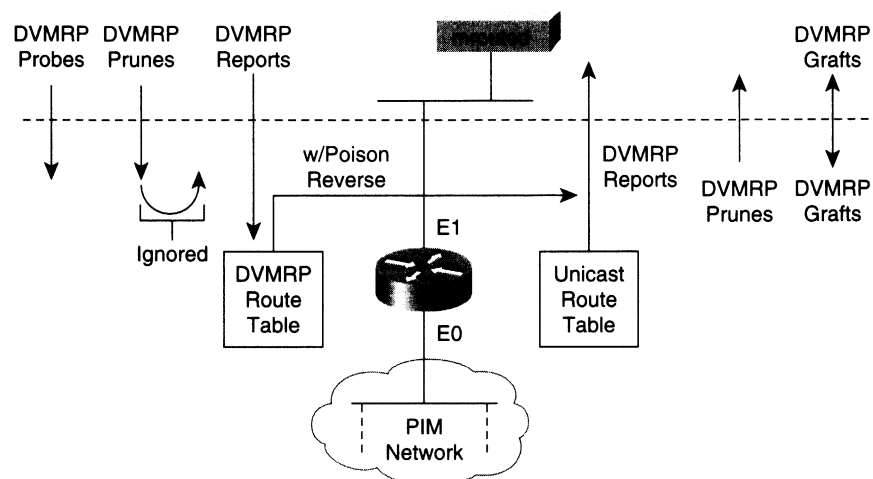 DVMRP
Probes
DVMRP
Prunes
DVMRP
Reports
mrouted
DVMRP
Grafts
w/Poison
Reverse
DVMRP
Reports
DVMRP
Prunes
DVMRP
Grafts
Ignored
E1
DVMRP
Route
Table
Unicast
Route
Table
E0
PIM
Network